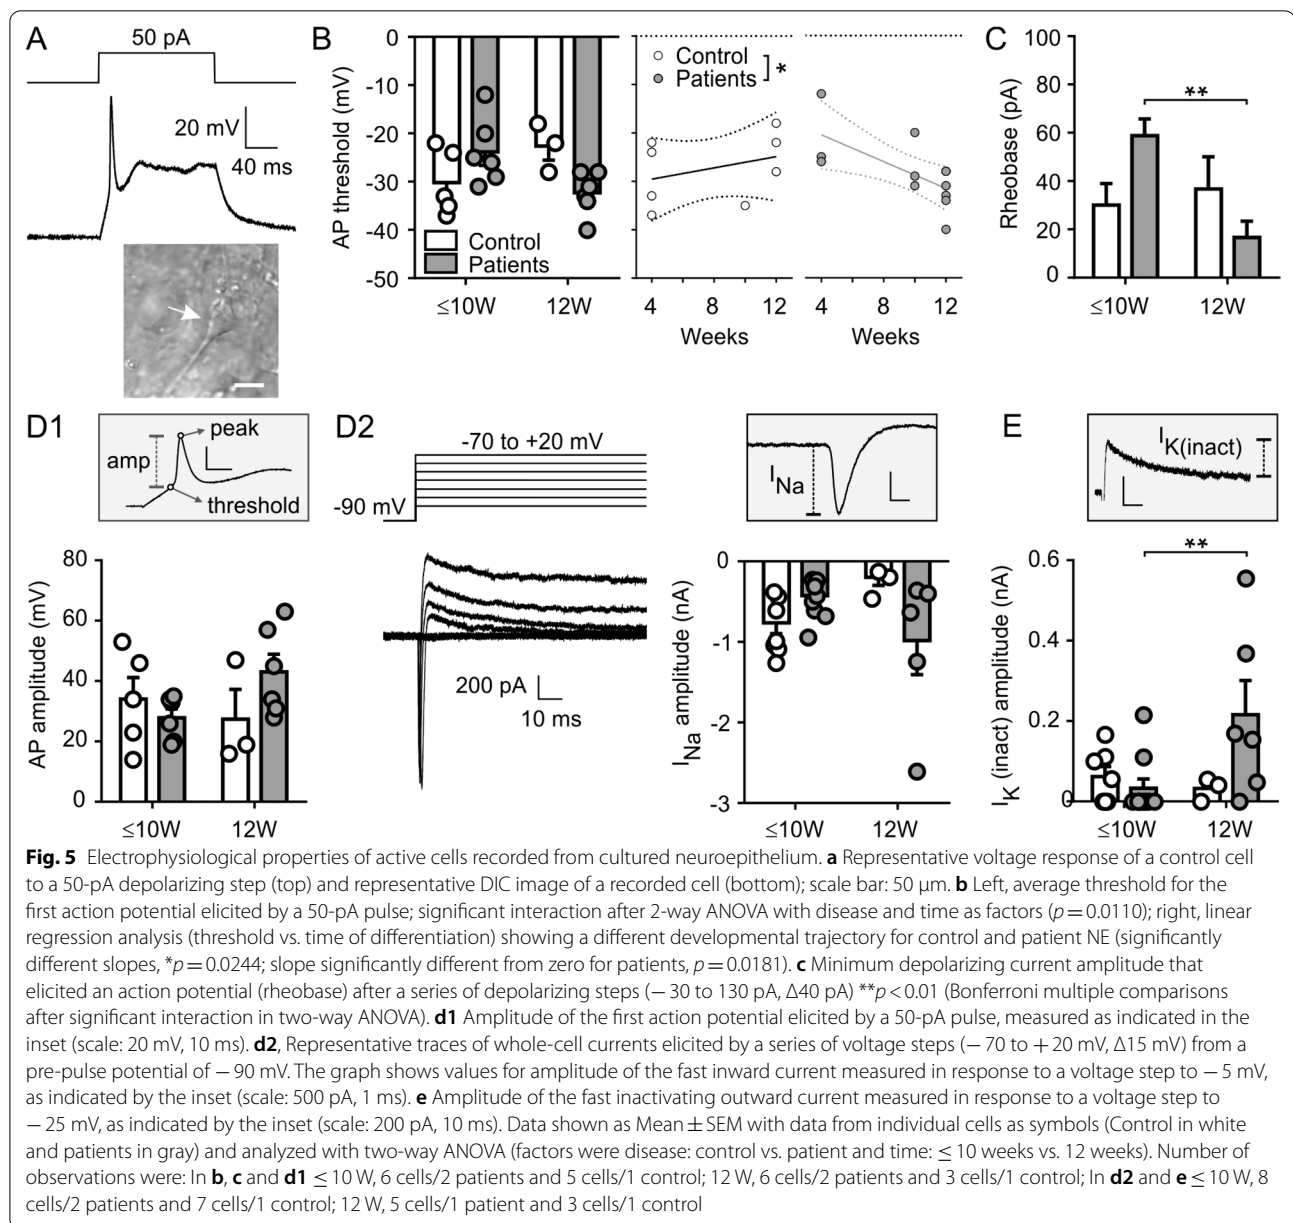 A
50 pA
20 mV
40 ms
B
0
-10
-20
-30
-40
-50
AP threshold (mV)
Control
Patients
≤10W
12W
Control
Patients
*
4
8
12
Weeks
4
8
12
Weeks
C
100
80
60
40
20
0
Rheobase (pA)
**
≤10W
12W
D1
peak
amp
threshold
80
60
40
20
0
AP amplitude (mV)
≤10W
12W
D2
-70 to +20 mV
-90 mV
200 pA
10 ms
INa
0
-1
-2
-3
INa amplitude (nA)
≤10W
12W
E
IK(inact)
**
0.6
0.4
0.2
0
IK (inact) amplitude (nA)
≤10W
12W
Fig. 5 Electrophysiological properties of active cells recorded from cultured neuroepithelium. a Representative voltage response of a control cell
to a 50-pA depolarizing step (top) and representative DIC image of a recorded cell (bottom); scale bar: 50 µm. b Left, average threshold for the
first action potential elicited by a 50-pA pulse; significant interaction after 2-way ANOVA with disease and time as factors (p = 0.0110); right, linear
regression analysis (threshold vs. time of differentiation) showing a different developmental trajectory for control and patient NE (significantly
different slopes, *p = 0.0244; slope significantly different from zero for patients, p = 0.0181). c Minimum depolarizing current amplitude that
elicited an action potential (rheobase) after a series of depolarizing steps (− 30 to 130 pA, Δ40 pA) **p < 0.01 (Bonferroni multiple comparisons
after significant interaction in two-way ANOVA). d1 Amplitude of the first action potential elicited by a 50-pA pulse, measured as indicated in the
inset (scale: 20 mV, 10 ms). d2, Representative traces of whole-cell currents elicited by a series of voltage steps (− 70 to + 20 mV, Δ15 mV) from a
pre-pulse potential of − 90 mV. The graph shows values for amplitude of the fast inward current measured in response to a voltage step to − 5 mV,
as indicated by the inset (scale: 500 pA, 1 ms). e Amplitude of the fast inactivating outward current measured in response to a voltage step to
− 25 mV, as indicated by the inset (scale: 200 pA, 10 ms). Data shown as Mean ± SEM with data from individual cells as symbols (Control in white
and patients in gray) and analyzed with two-way ANOVA (factors were disease: control vs. patient and time: ≤ 10 weeks vs. 12 weeks). Number of
observations were: In b, c and d1 ≤ 10 W, 6 cells/2 patients and 5 cells/1 control; 12 W, 6 cells/2 patients and 3 cells/1 control; In d2 and e ≤ 10 W, 8
cells/2 patients and 7 cells/1 control; 12 W, 5 cells/1 patient and 3 cells/1 control